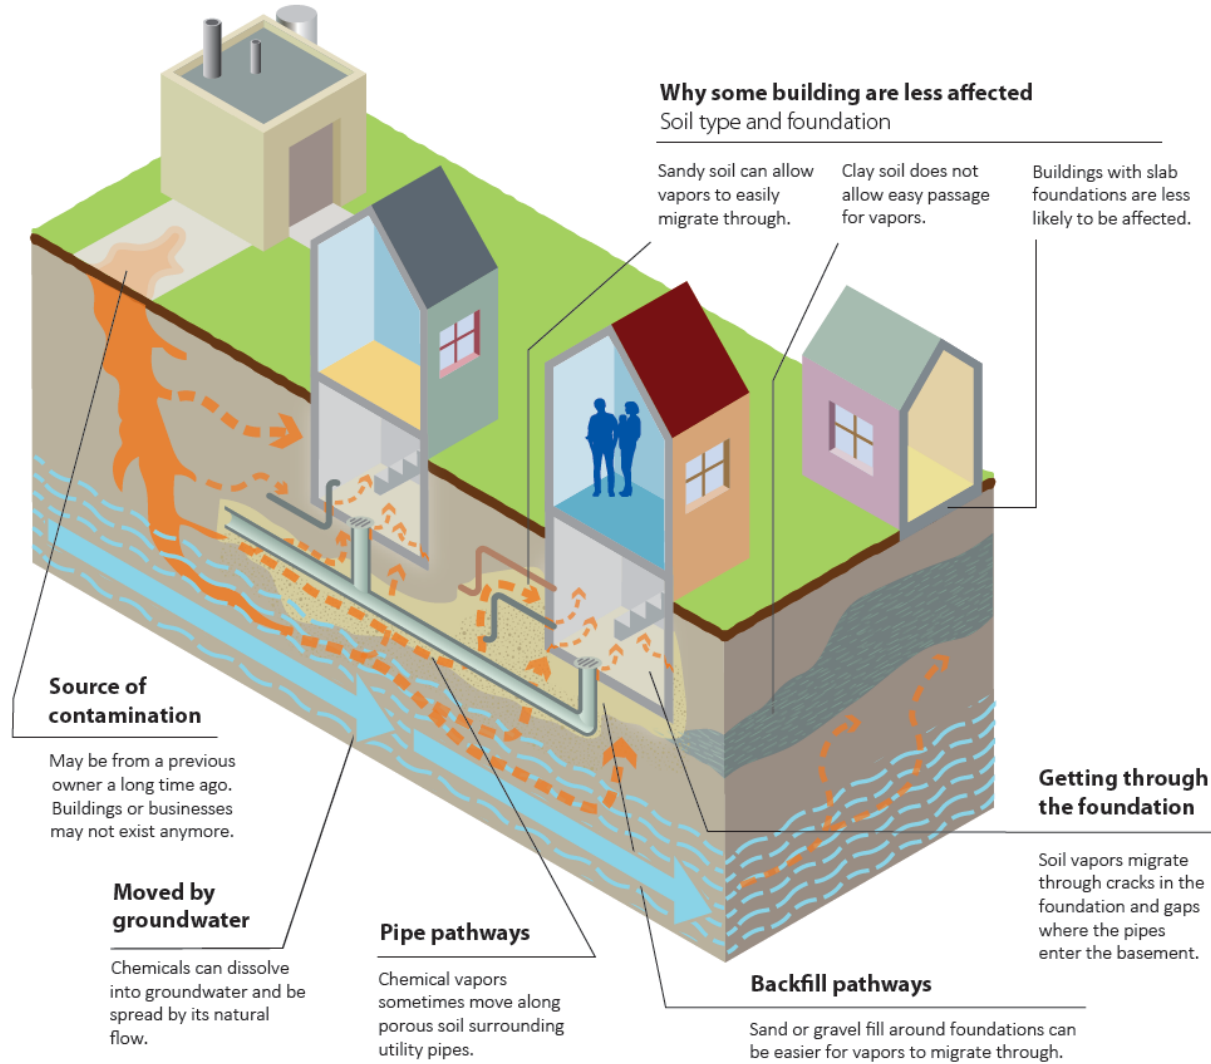 Why some building are less affected
Soil type and foundation
Sandy soil can allow
vapors to easily
migrate through.
Clay soil does not
allow easy passage
for vapors.
Buildings with slab
foundations are less
likely to be affected.
Source of
contamination
May be from a previous
owner a long time ago.
Buildings or businesses
may not exist anymore.
Moved by
groundwater
Chemicals can dissolve
into groundwater and be
spread by its natural
flow.
Pipe pathways
Chemical vapors
sometimes move along
porous soil surrounding
utility pipes.
Backfill pathways
Sand or gravel fill around foundations can
be easier for vapors to migrate through.
Getting through
the foundation
Soil vapors migrate
through cracks in the
foundation and gaps
where the pipes
enter the basement.